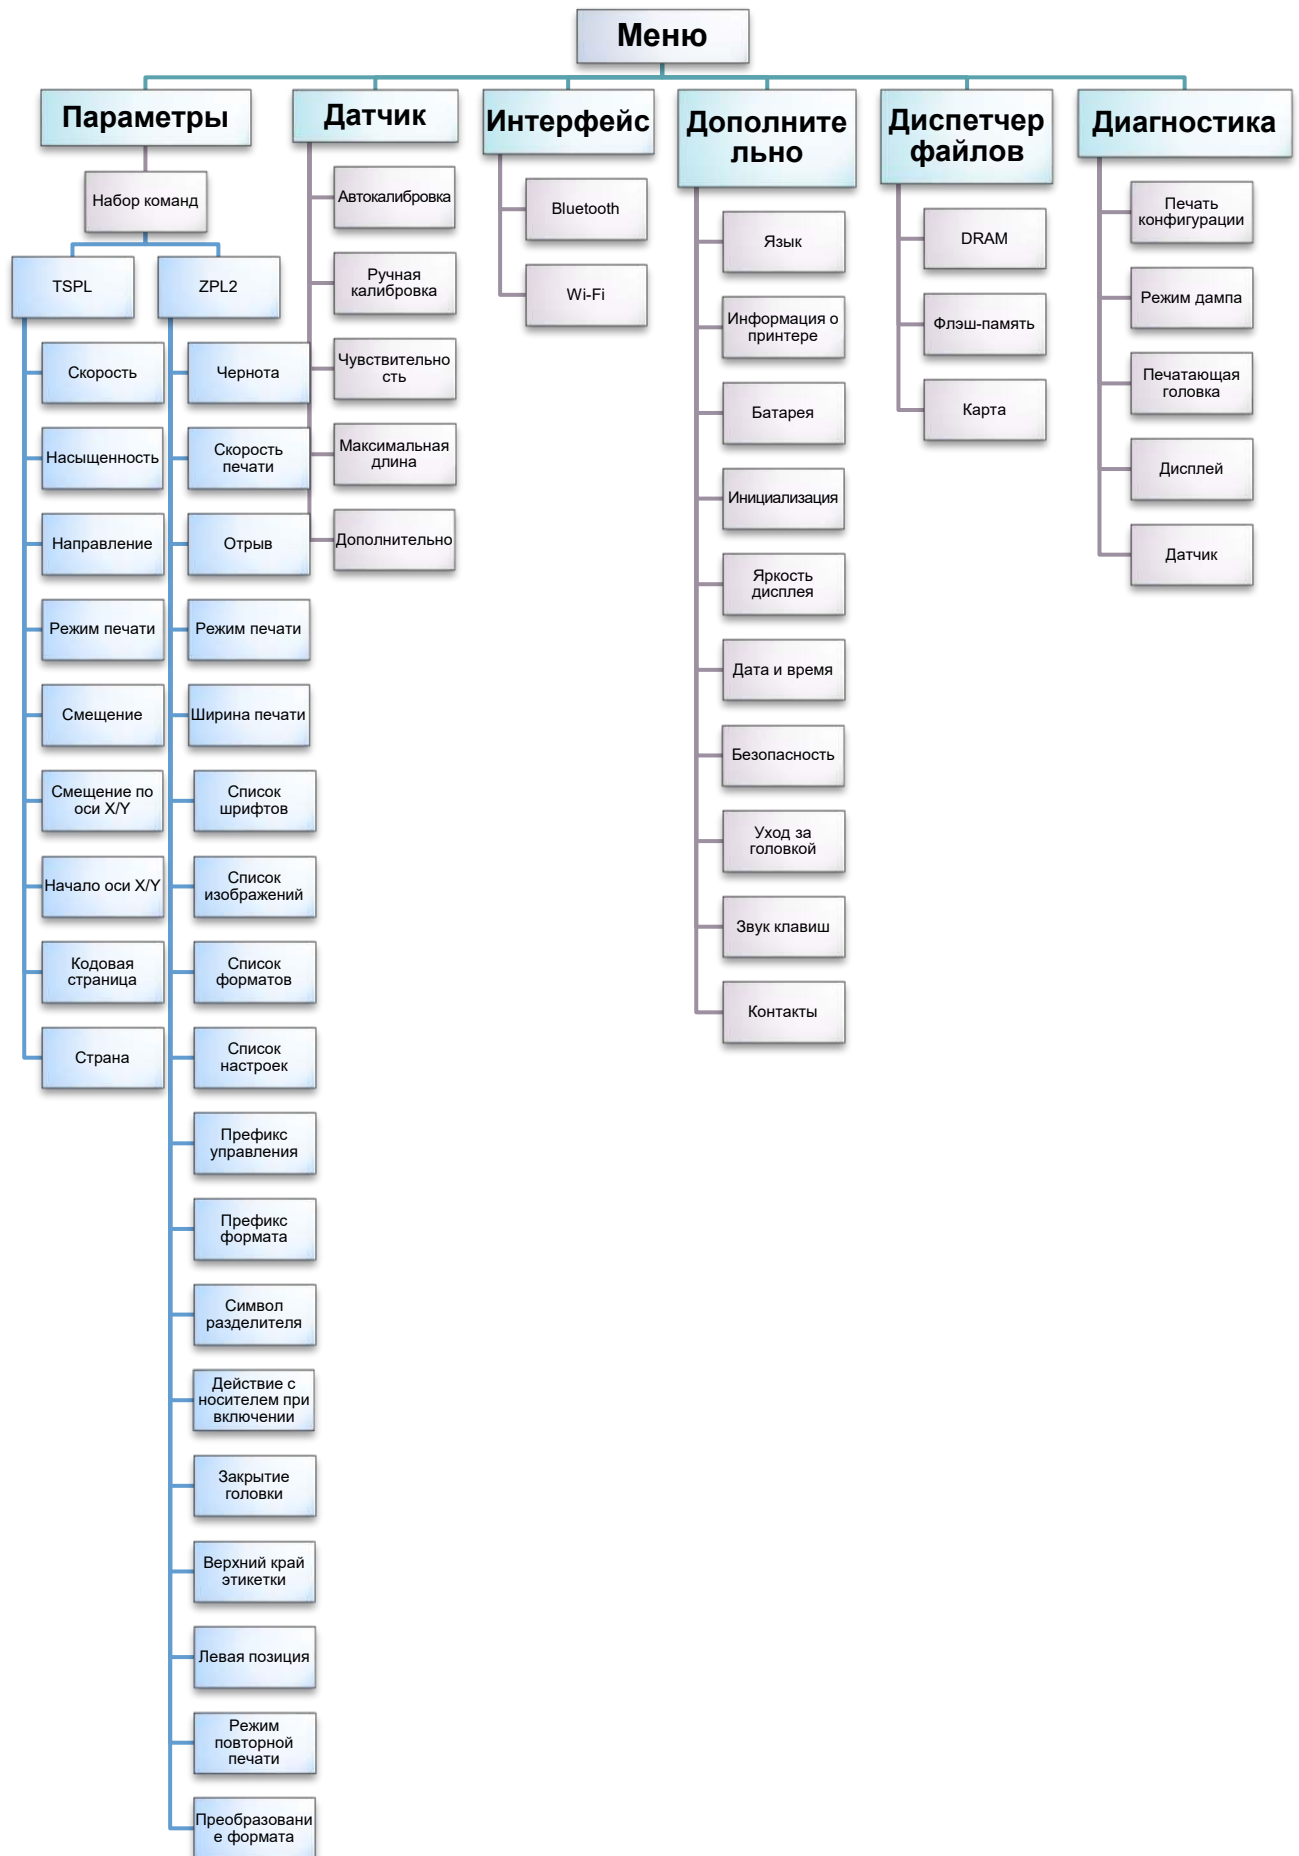 Меню
Параметры
Набор команд
TSPL
Скорость
Насыщенность
Направление
Режим печати
Смещение
Смещение по
оси X/Y
Начало оси X/Y
Кодовая
страница
Страна
ZPL2
Чернота
Скорость
печати
Отрыв
Режим печати
Ширина печати
Список
шрифтов
Список
изображений
Список
форматов
Список
настроек
Префикс
управления
Префикс
формата
Символ
разделителя
Действие с
носителем при
включении
Закрытие
головки
Верхний край
этикетки
Левая позиция
Режим
повторной
печати
Преобразовани
е формата
Датчик
Автокалибровка
Ручная
калибровка
Чувствительно
сть
Максимальная
длина
Дополнительно
Интерфейс
Bluetooth
Wi-Fi
Дополните
льно
Язык
Информация о
принтере
Батарея
Инициализация
Яркость
дисплея
Дата и время
Безопасность
Уход за
головкой
Звук клавиш
Контакты
Диспетчер
файлов
DRAM
Флэш-память
Карта
Диагностика
Печать
конфигурации
Режим дампа
Печатающая
головка
Дисплей
Датчик